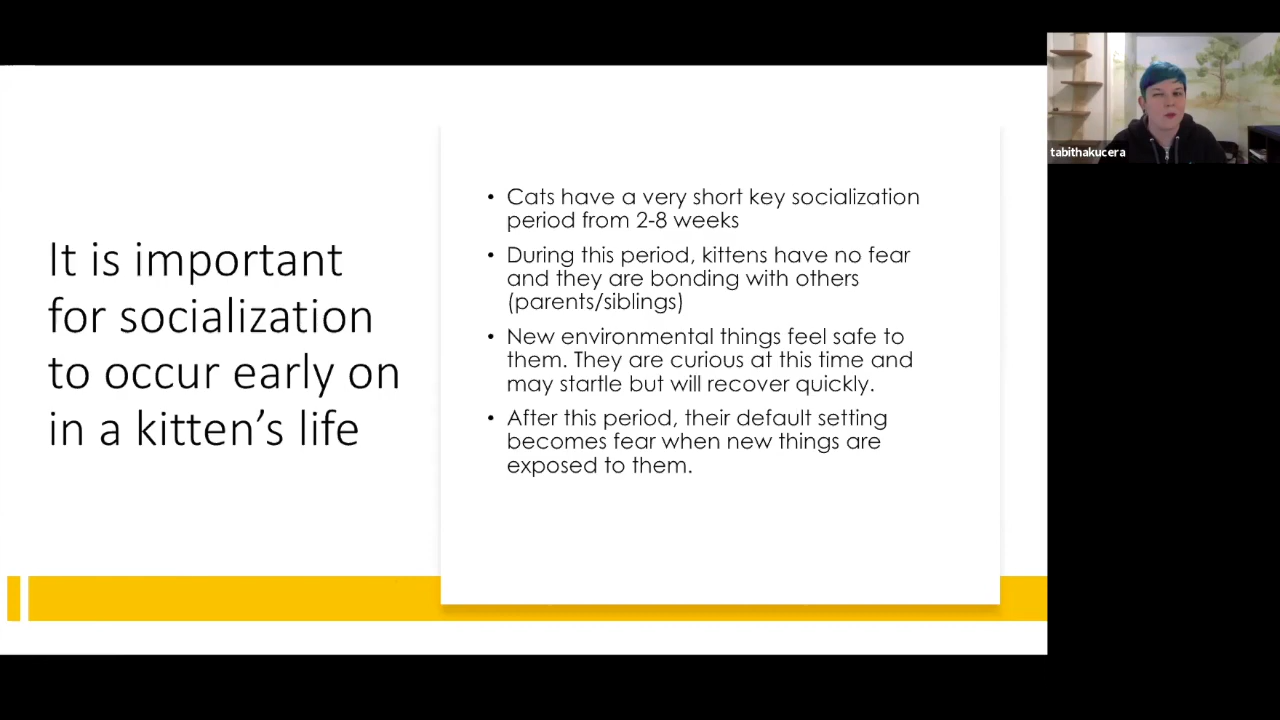 It is important
for socialization
to occur early on
in a kitten’s life
• Cats have a very short key socialization
period from 2-8 weeks
• During this period, kittens have no fear
and they are bonding with others
(parents/siblings)
• New environmental things feel safe to
them. They are curious at this time and
may startle but will recover quickly.
• After this period, their default setting
becomes fear when new things are
exposed to them.
tabithakucera